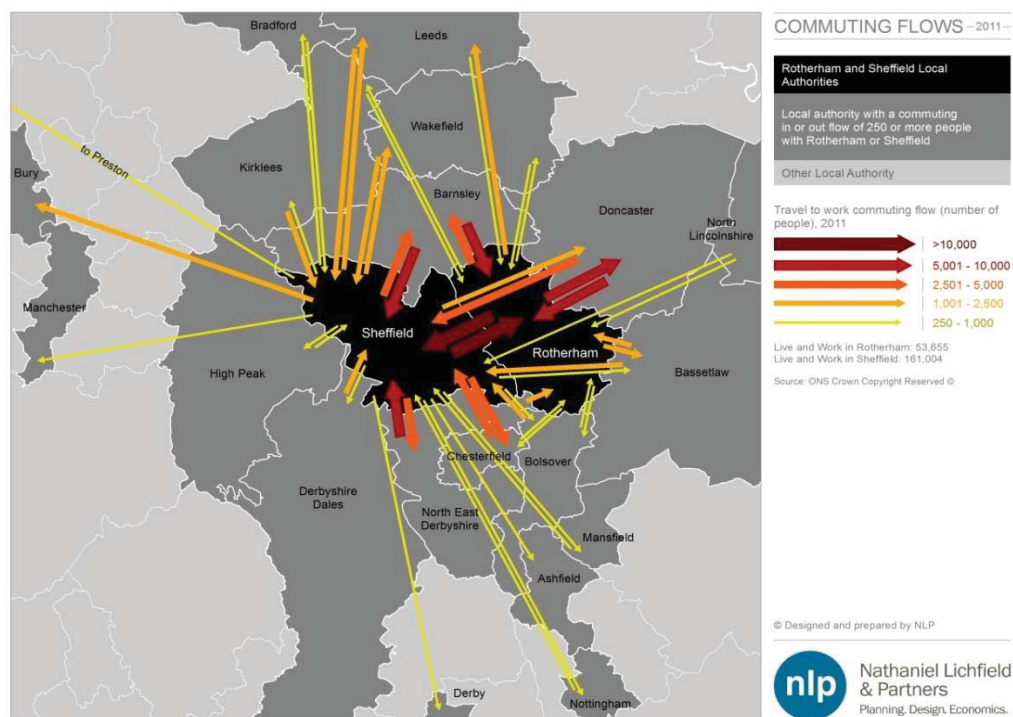 COMMUTING FLOWS –2011–
Rotherham and Sheffield Local
Authorities
Local authority with a commuting
in or out flow of 250 or more people
with Rotherham or Sheffield
Other Local Authority
Travel to work commuting flow (number of
people), 2011
>10,000
5,001 - 10,000
2,501 - 5,000
1,001 - 2,500
250 - 1,000
Live and Work in Rotherham: 53,655
Live and Work in Sheffield: 161,004
Source: ONS Crown Copyright Reserved ©
Bradford
Leeds
Wakefield
Kirklees
to Preston
Bury
Barnsley
Doncaster
North
Lincolnshire
Manchester
Sheffield
Rotherham
High Peak
Bassetlaw
Chesterfield
Bolsover
Derbyshire
Dales
North East
Derbyshire
Mansfield
Ashfield
Derby
Nottingham
© Designed and prepared by NLP
nlp
Nathaniel Lichfield
& Partners
Planning. Design. Economics.